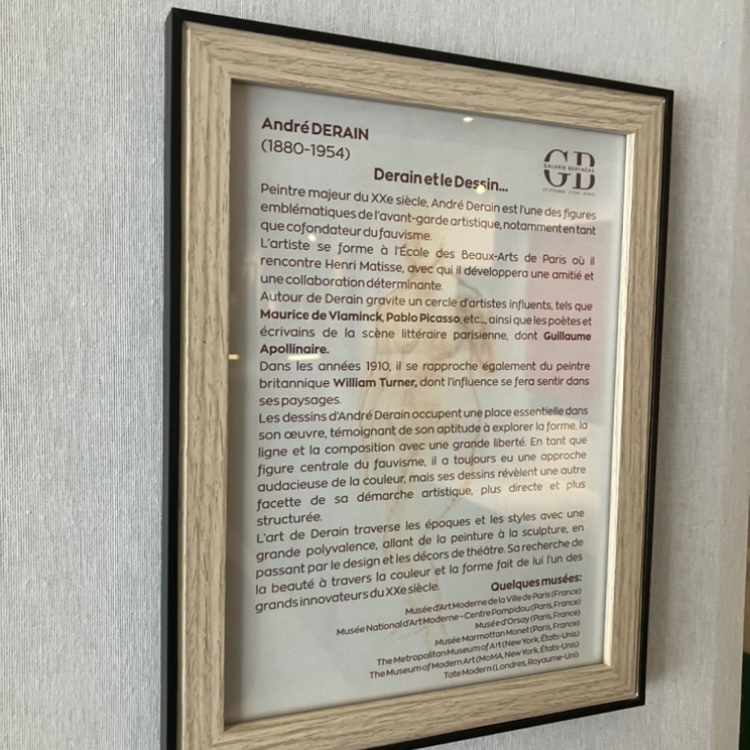 André DERAIN
(1880-1954)
GB
GALERIE BERTHÉAS
Derain et le Dessin...
Peintre majeur du XXe siècle, André Derain est l'une des figures
emblématiques de l'avant-garde artistique, notamment en tant
que cofondateur du fauvisme.
L'artiste se forme à l'École des Beaux-Arts de Paris où il
rencontre Henri Matisse, avec qui il développera une amitié et
une collaboration déterminante.
Autour de Derain gravite un cercle d'artistes influents, tels que
Maurice de Vlaminck, Pablo Picasso, etc..., ainsi que les poètes et
écrivains de la scène littéraire parisienne, dont Guillaume
Apollinaire.
Dans les années 1910, il se rapproche également du peintre
britannique William Turner, dont l'influence se fera sentir dans
ses paysages.
Les dessins d'André Derain occupent une place essentielle dans
son œuvre, témoignant de son aptitude à explorer la forme, la
ligne et la composition avec une grande liberté. En tant que
figure centrale du fauvisme, il a toujours eu une approche
audacieuse de la couleur, mais ses dessins révèlent une autre
facette de sa démarche artistique, plus directe et plus
structurée.
L'art de Derain traverse les époques et les styles avec une
grande polyvalence, allant de la peinture à la sculpture, en
passant par le design et les décors de théâtre. Sa recherche de
la beauté à travers la couleur et la forme fait de lui l'un des
grands innovateurs du XXe siècle.
Quelques musées:
Musée d'Art Moderne de la Ville de Paris (France)
Musée National d'Art Moderne - Centre Pompidou (Paris, France)
Musée d'Orsay (Paris, France)
Musée Marmottan Monet (Paris, France)
The Metropolitan Museum of Art (New York, États-Unis)
The Museum of Modern Art (MoMA, New York, États-Unis)
Tate Modern (Londres, Royaume-Uni)